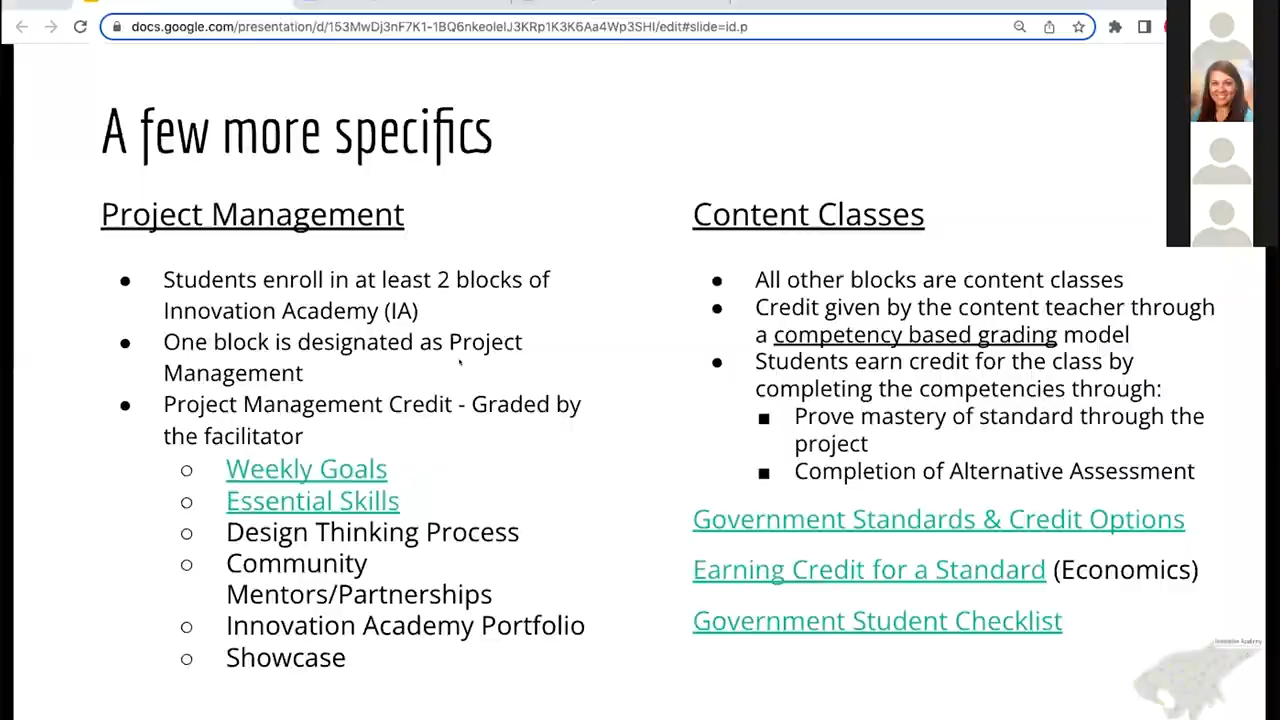 docs.google.com/presentation/d/153MwDj3nF7K1-1BQ6nkeoleIJ3KRp1K3K6Aa4Wp3SHI/edit#slide=id.p
A few more specifics
Project Management
● Students enroll in at least 2 blocks of
Innovation Academy (IA)
● One block is designated as Project
Management
● Project Management Credit - Graded by
the facilitator
○ Weekly Goals
○ Essential Skills
○ Design Thinking Process
○ Community
Mentors/Partnerships
○ Innovation Academy Portfolio
○ Showcase
Content Classes
● All other blocks are content classes
● Credit given by the content teacher through
a competency based grading model
● Students earn credit for the class by
completing the competencies through:
■ Prove mastery of standard through the
project
■ Completion of Alternative Assessment
Government Standards & Credit Options
Earning Credit for a Standard (Economics)
Government Student Checklist
Innovation Academy